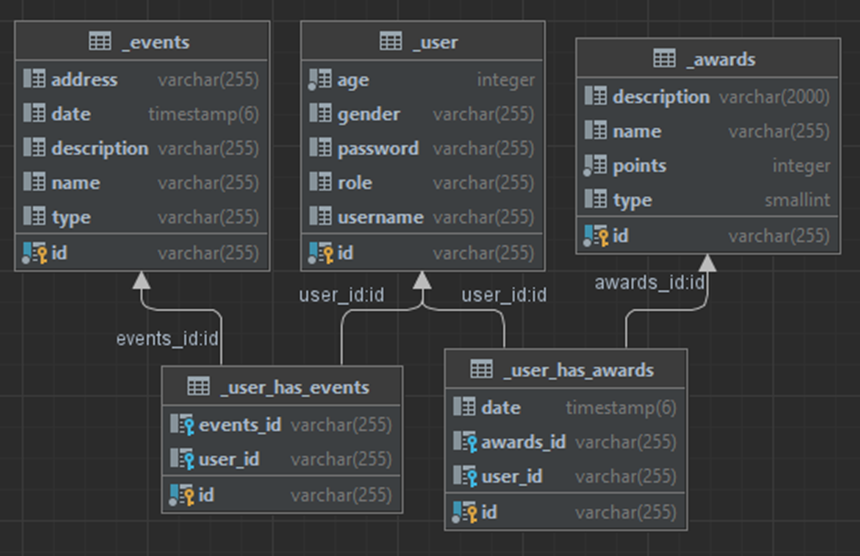 _events
address varchar(255)
date timestamp(6)
description varchar(255)
name varchar(255)
type varchar(255)
id varchar(255)
_user
age integer
gender varchar(255)
password varchar(255)
role varchar(255)
username varchar(255)
id varchar(255)
_awards
description varchar(2000)
name varchar(255)
points integer
type smallint
id varchar(255)
events_id:id
user_id:id
user_id:id
awards_id:id
_user_has_events
events_id varchar(255)
user_id varchar(255)
id varchar(255)
_user_has_awards
date timestamp(6)
awards_id varchar(255)
user_id varchar(255)
id varchar(255)